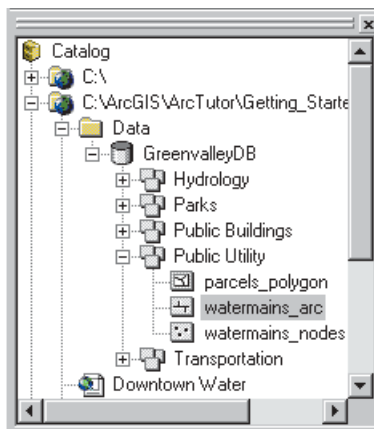 Catalog
C:\
C:\ArcGIS\ArcTutor\Getting_Starte
Data
GreenvalleyDB
Hydrology
Parks
Public Buildings
Public Utility
parcels_polygon
watermains_arc
watermains_nodes
Transportation
Downtown Water